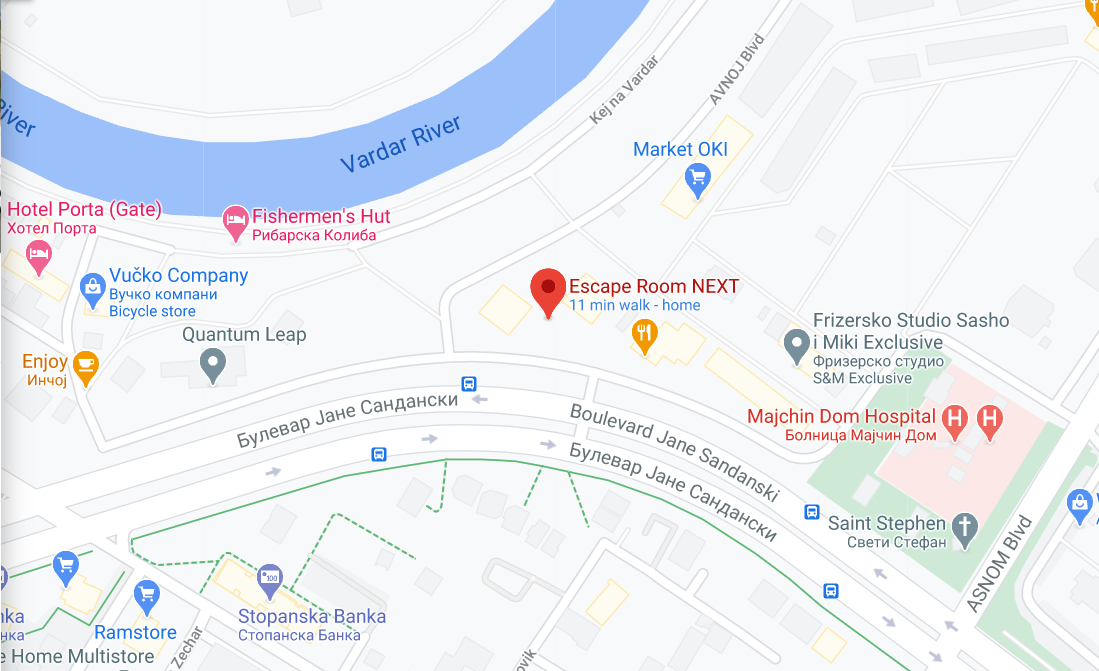 River
Vardar River
Kej na Vardar
AVNOJ Blvd
Market OKI
Hotel Porta (Gate)
Хотел Порта
Fishermen's Hut
Рибарска Колиба
Vučko Company
Вучко компани
Bicycle store
Escape Room NEXT
11 min walk - home
Quantum Leap
Frizersko Studio Sasho
i Miki Exclusive
Фризерско студио
S&M Exclusive
Enjoy
Инчој
Булевар Јане Сандански
Boulevard Jane Sandanski
Булевар Јане Сандански
Majchin Dom Hospital
Болница Мајчин Дом
H
H
Saint Stephen
Свети Стефан
ASNOM Blvd
100
Stopanska Banka
Стопанска Банка
Ramstore
Zechar
Home Multistore